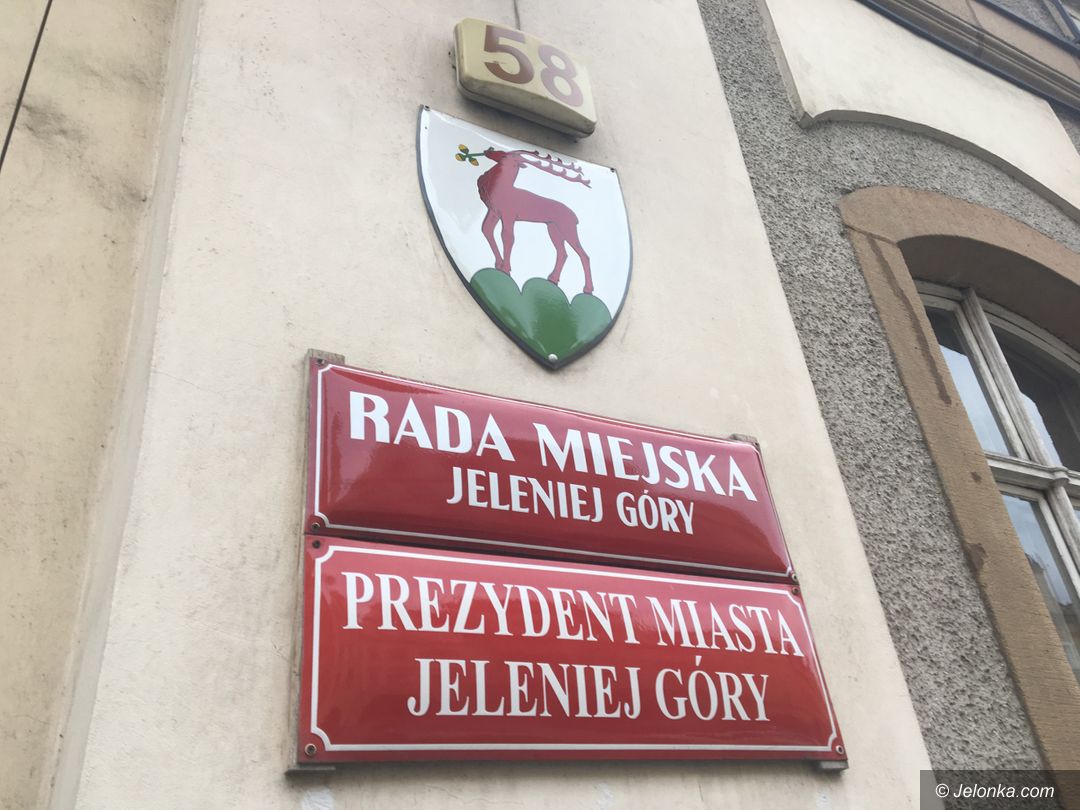 58
RADA MIEJSKA
JELENIEJ GÓRY
PREZYDENT MIASTA
JELENIEJ GÓRY
© Jelonka.com